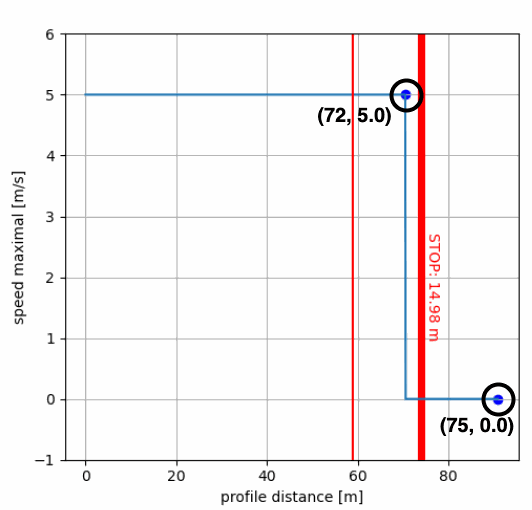 6
5
(72, 5.0)
4
3
speed maximal [m/s]
STOP: 14.98 m
2
1
0
(75, 0.0)
−1
0 20 40 60 80
profile distance [m]